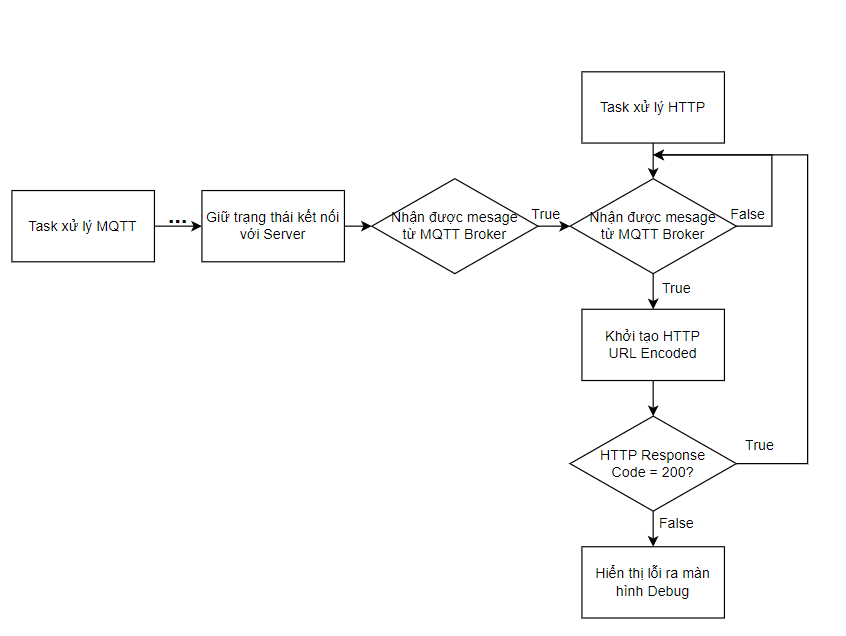 Task xử lý HTTP
Task xử lý MQTT
...
Giữ trạng thái kết nối
với Server
Nhận được mesage
từ MQTT Broker
True
Nhận được mesage
từ MQTT Broker
False
True
Khởi tạo HTTP
URL Encoded
HTTP Response
Code = 200?
True
False
Hiển thị lỗi ra màn
hình Debug